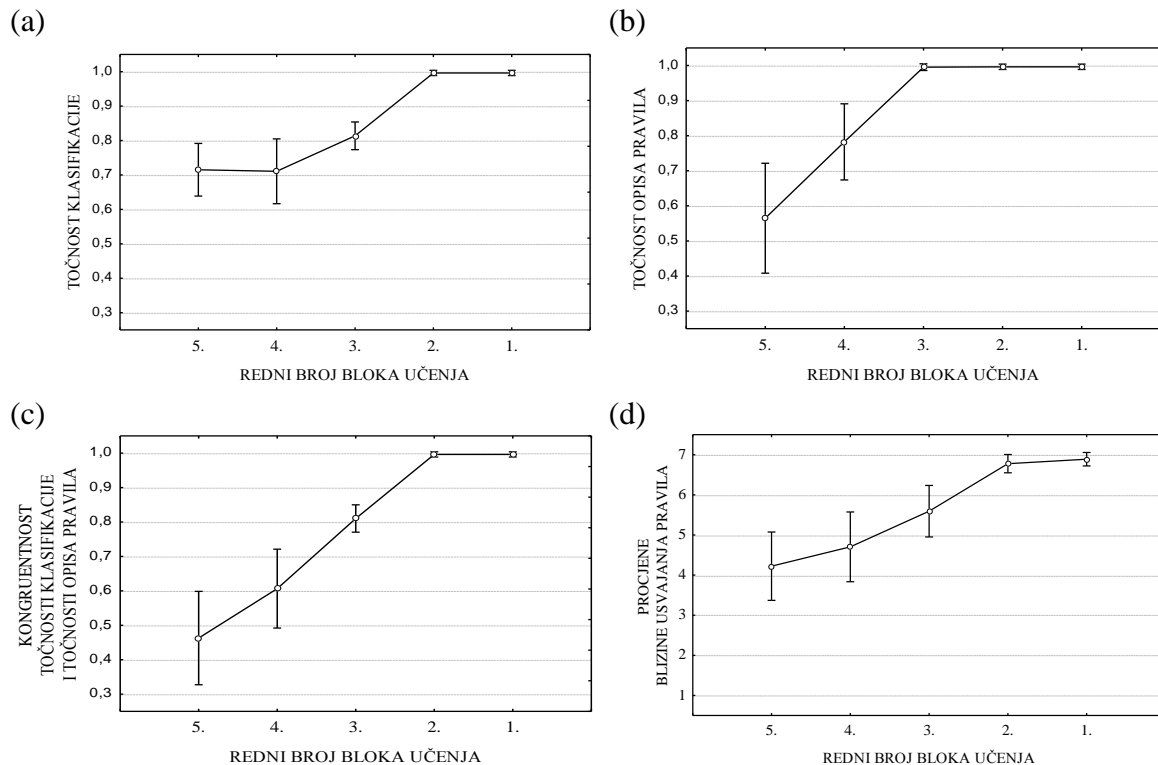 (a)
TOČNOST KLASIFIKACIJE
1,0
0,9
0,8
0,7
0,6
0,5
0,4
0,3
5. 4. 3. 2. 1.
REDNI BROJ BLOKA UČENJA
(b)
TOČNOST OPISA PRAVILA
1,0
0,9
0,8
0,7
0,6
0,5
0,4
0,3
5. 4. 3. 2. 1.
REDNI BROJ BLOKA UČENJA
(c)
KONGRUENTNOST
TOČNOSTI KLASIFIKACIJE
I TOČNOSTI OPISA PRAVILA
1,0
0,9
0,8
0,7
0,6
0,5
0,4
0,3
5. 4. 3. 2. 1.
REDNI BROJ BLOKA UČENJA
(d)
PROCJENE
BLIZINE USVAJANJA PRAVILA
7
6
5
4
3
2
1
5. 4. 3. 2. 1.
REDNI BROJ BLOKA UČENJA